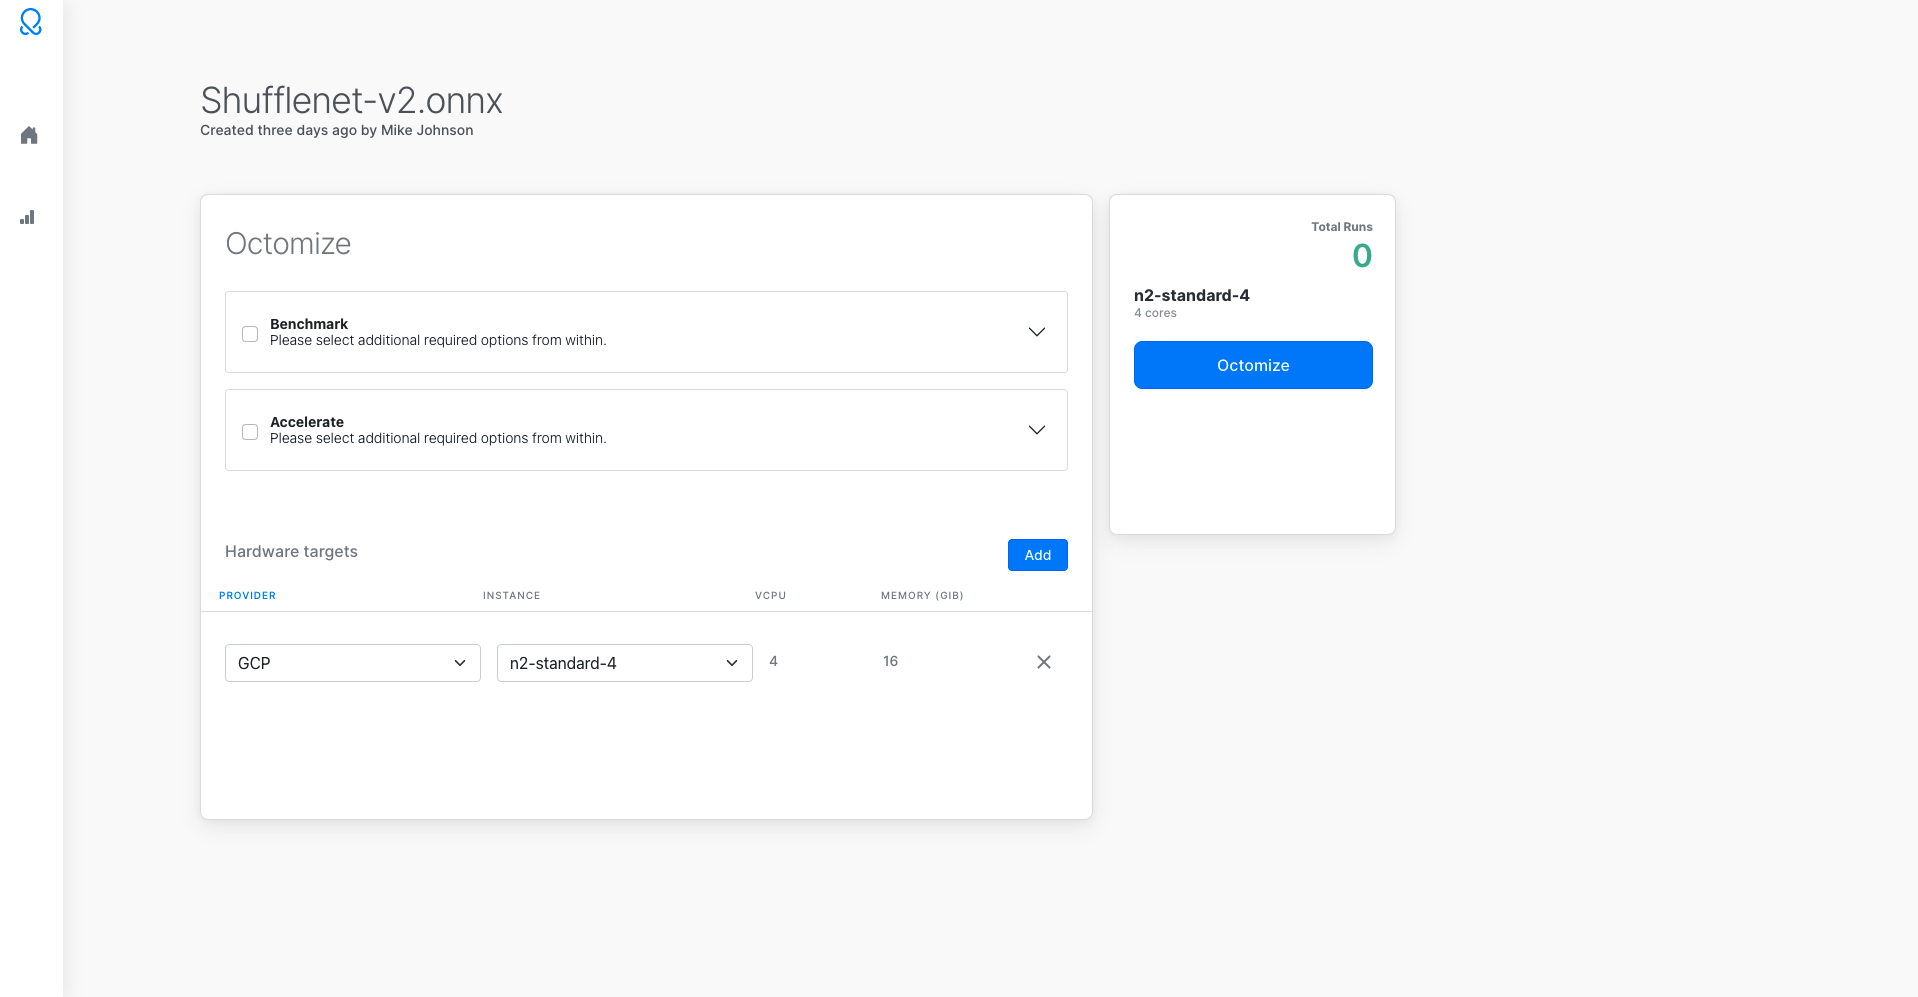 Shufflenet-v2.onnx
Created three days ago by Mike Johnson
Octomize
Benchmark
Please select additional required options from within.
Accelerate
Please select additional required options from within.
Hardware targets
Add
PROVIDER INSTANCE VCPU MEMORY (GIB)
GCP n2-standard-4 4 16
Total Runs
0
n2-standard-4
4 cores
Octomize